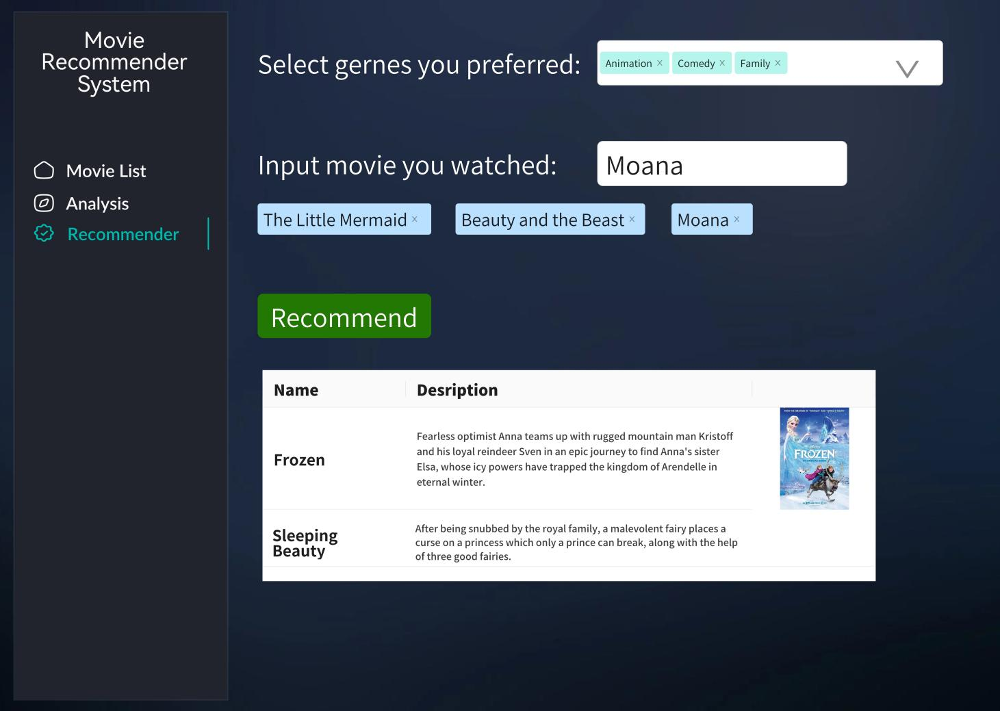 Movie
Recommender
System
Movie List
Analysis
Recommender
Select gernes you preferred:
Animation × Comedy × Family ×
Input movie you watched:
Moana
The Little Mermaid ×
Beauty and the Beast ×
Moana ×
Recommend
Name
Desription
Frozen
Fearless optimist Anna teams up with rugged mountain man Kristoff
and his loyal reindeer Sven in an epic journey to find Anna's sister
Elsa, whose icy powers have trapped the kingdom of Arendelle in
eternal winter.
Disney
FROZEN
Sleeping
Beauty
After being snubbed by the royal family, a malevolent fairy places a
curse on a princess which only a prince can break, along with the help
of three good fairies.